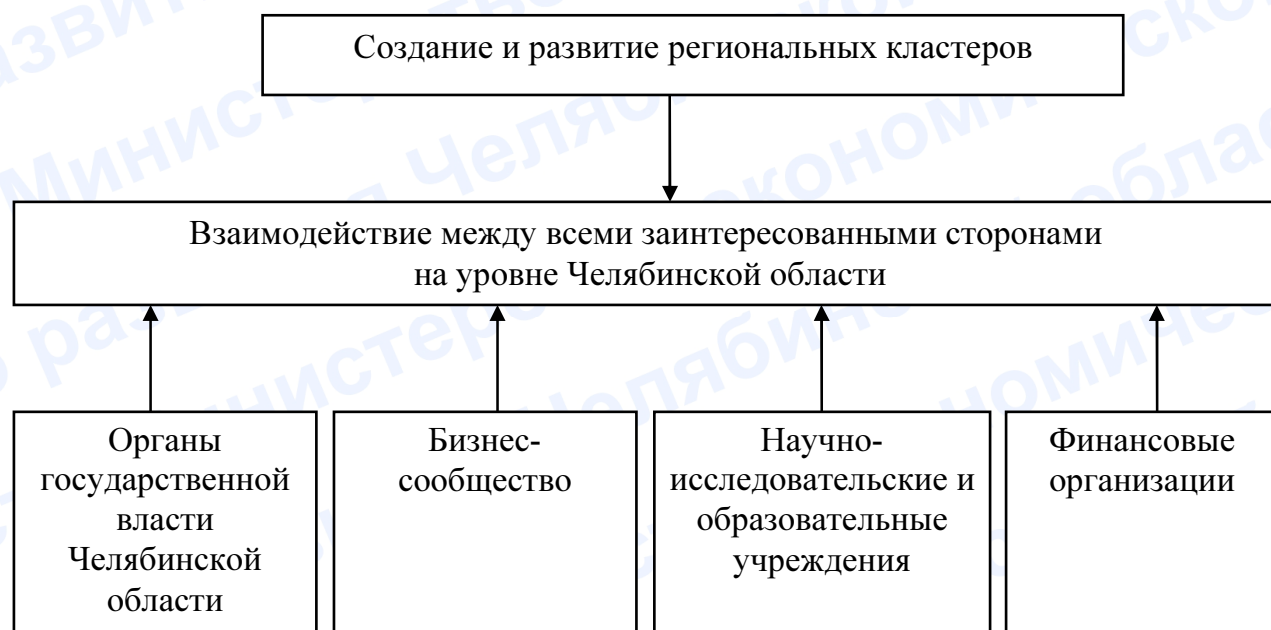 Создание и развитие региональных кластеров
Взаимодействие между всеми заинтересованными сторонами
на уровне Челябинской области
Органы
государственной
власти
Челябинской
области
Бизнес-
сообщество
Научно-
исследовательские и
образовательные
учреждения
Финансовые
организации